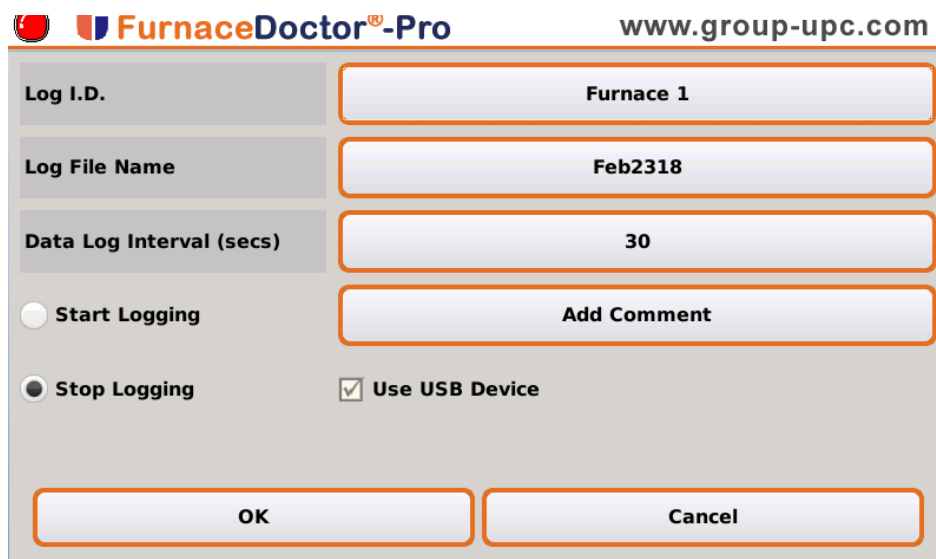 FurnaceDoctor®-Pro www.group-upc.com
Log I.D. Furnace 1
Log File Name Feb2318
Data Log Interval (secs) 30
Start Logging Add Comment
Stop Logging Use USB Device
OK Cancel